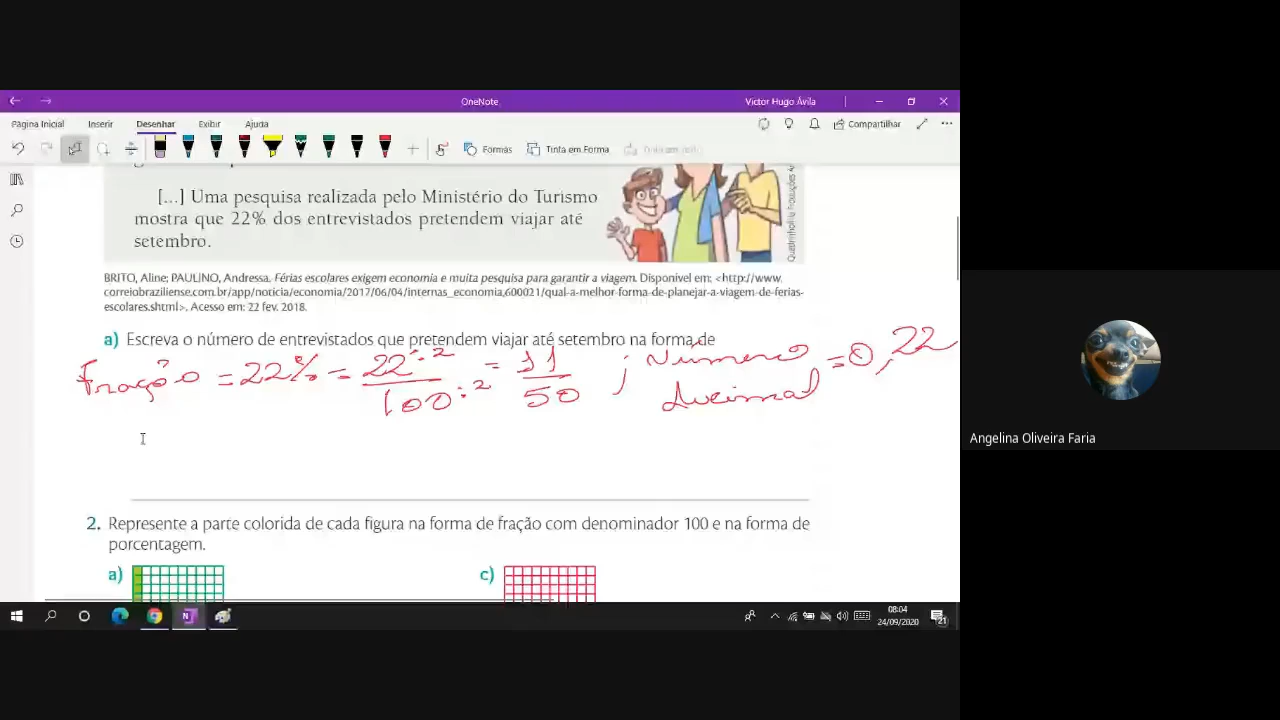 OneNote
Victor Hugo Ávila
Página Inicial Inserir Desenhar Exibir Ajuda
Compartilhar
Formas Tinta em Forma
[...] Uma pesquisa realizada pelo Ministério do Turismo
mostra que 22% dos entrevistados pretendem viajar até
setembro.
BRITO, Aline; PAULINO, Andressa. Férias escolares exigem economia e muita pesquisa para garantir a viagem. Disponível em: <http://www.
correiobraziliense.com.br/app/noticia/economia/2017/06/04/internas_economia,600021/qual-a-melhor-forma-de-planejar-a-viagem-de-ferias-
escolares.shtml>. Acesso em: 22 fev. 2018.
a) Escreva o número de entrevistados que pretendem viajar até setembro na forma de
Fração = 22% = 22÷2 / 100÷2 = 11/50 ; Número decimal = 0,22
2. Represente a parte colorida de cada figura na forma de fração com denominador 100 e na forma de
porcentagem.
a) c)
08:04
24/09/2020
21
Angelina Oliveira Faria